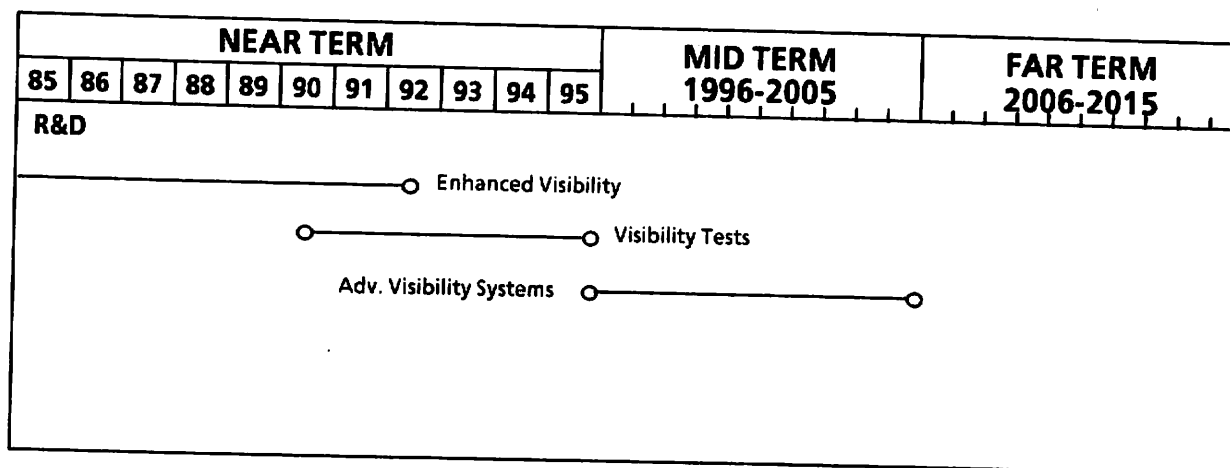 NEAR TERM
MID TERM
1996-2005
FAR TERM
2006-2015
85 86 87 88 89 90 91 92 93 94 95
R&D
Enhanced Visibility
Visibility Tests
Adv. Visibility Systems